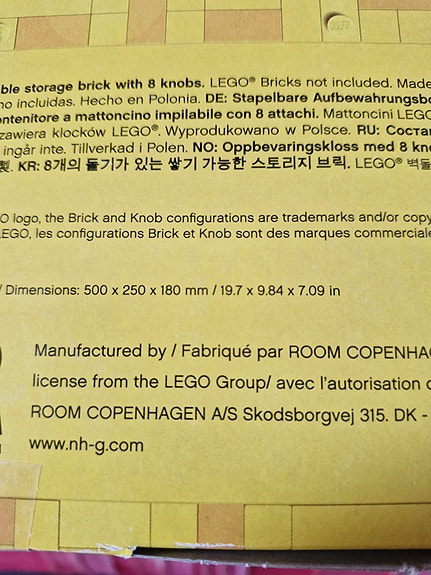 ble storage brick with 8 knobs. LEGO® Bricks not included. Made
no incluidas. Hecho en Polonia. DE: Stapelbare Aufbewahrungsbo
ontenitore a mattoncino impilabile con 8 attachi. Mattoncini LEGO
zawiera klocków LEGO®. Wyprodukowano w Polsce. RU: Соста
ingår inte. Tillverkad i Polen. NO: Oppbevaringskloss med 8 kno
製. KR: 8개의 돌기가 있는 쌓기 가능한 스토리지 브릭. LEGO® 벽돌
O logo, the Brick and Knob configurations are trademarks and/or copy
LEGO, les configurations Brick et Knob sont des marques commerciale
/ Dimensions: 500 x 250 x 180 mm / 19.7 x 9.84 x 7.09 in
Manufactured by / Fabriqué par ROOM COPENHAG
license from the LEGO Group/ avec l'autorisation d
ROOM COPENHAGEN A/S Skodsborgvej 315. DK -
www.nh-g.com